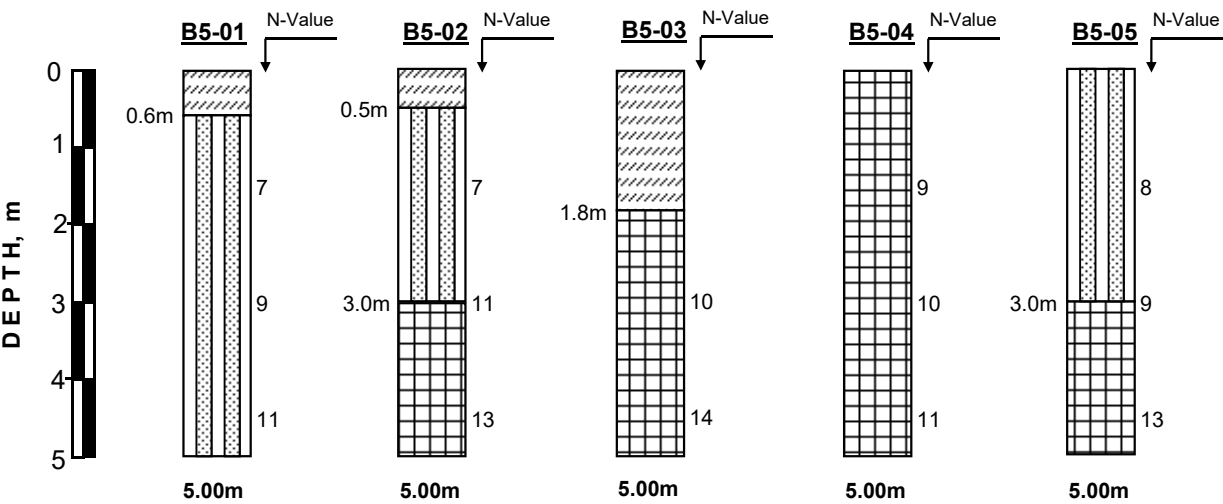 B5-01 N-Value
B5-02 N-Value
B5-03 N-Value
B5-04 N-Value
B5-05 N-Value
DEPTH, m
0
1
2
3
4
5
0.6m
7
9
11
5.00m
0.5m
3.0m
7
11
13
5.00m
1.8m
10
14
5.00m
9
10
11
5.00m
3.0m
8
9
13
5.00m